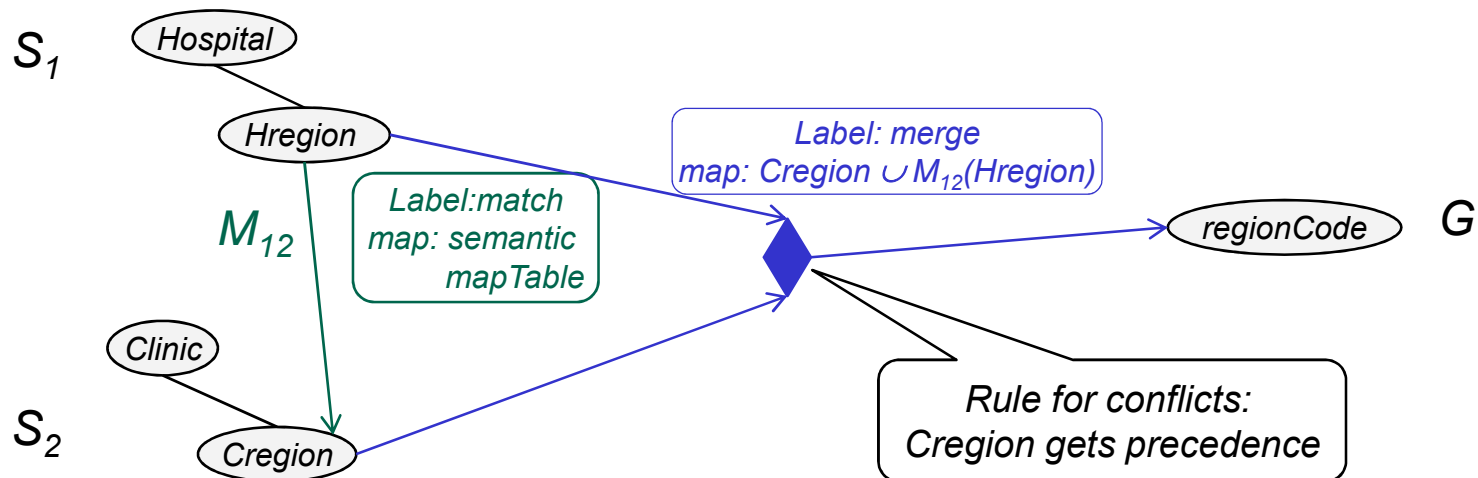 Hospital
S₁
Hregion
Label: merge
map: Cregion ∪ M₁₂(Hregion)
Label:match
map: semantic
mapTable
M₁₂
regionCode
G
Clinic
S₂
Cregion
Rule for conflicts:
Cregion gets precedence